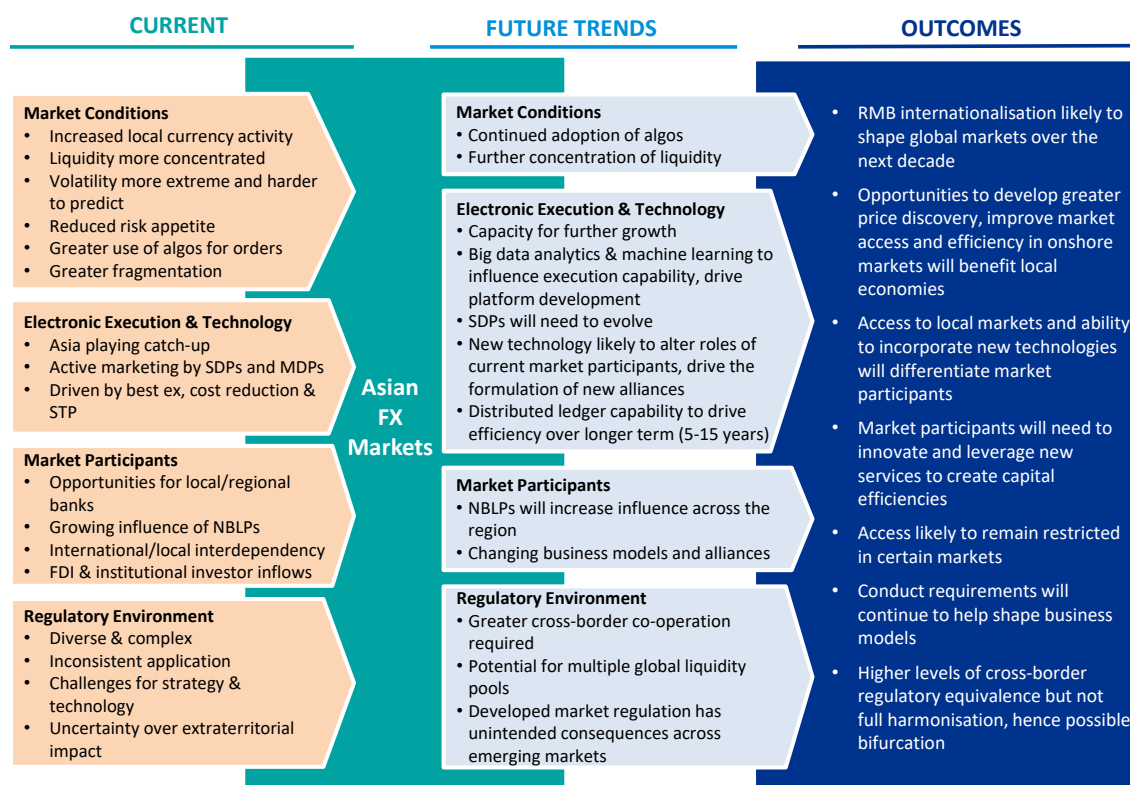 CURRENT
FUTURE TRENDS
OUTCOMES
Market Conditions
• Increased local currency activity
• Liquidity more concentrated
• Volatility more extreme and harder
to predict
• Reduced risk appetite
• Greater use of algos for orders
• Greater fragmentation
Electronic Execution & Technology
• Asia playing catch-up
• Active marketing by SDPs and MDPs
• Driven by best ex, cost reduction &
STP
Market Participants
• Opportunities for local/regional
banks
• Growing influence of NBLPs
• International/local interdependency
• FDI & institutional investor inflows
Regulatory Environment
• Diverse & complex
• Inconsistent application
• Challenges for strategy &
technology
• Uncertainty over extraterritorial
impact
Asian
FX
Markets
Market Conditions
• Continued adoption of algos
• Further concentration of liquidity
Electronic Execution & Technology
• Capacity for further growth
• Big data analytics & machine learning to
influence execution capability, drive
platform development
• SDPs will need to evolve
• New technology likely to alter roles of
current market participants, drive the
formulation of new alliances
• Distributed ledger capability to drive
efficiency over longer term (5-15 years)
Market Participants
• NBLPs will increase influence across the
region
• Changing business models and alliances
Regulatory Environment
• Greater cross-border co-operation
required
• Potential for multiple global liquidity
pools
• Developed market regulation has
unintended consequences across
emerging markets
• RMB internationalisation likely to
shape global markets over the
next decade
• Opportunities to develop greater
price discovery, improve market
access and efficiency in onshore
markets will benefit local
economies
• Access to local markets and ability
to incorporate new technologies
will differentiate market
participants
• Market participants will need to
innovate and leverage new
services to create capital
efficiencies
• Access likely to remain restricted
in certain markets
• Conduct requirements will
continue to help shape business
models
• Higher levels of cross-border
regulatory equivalence but not
full harmonisation, hence possible
bifurcation